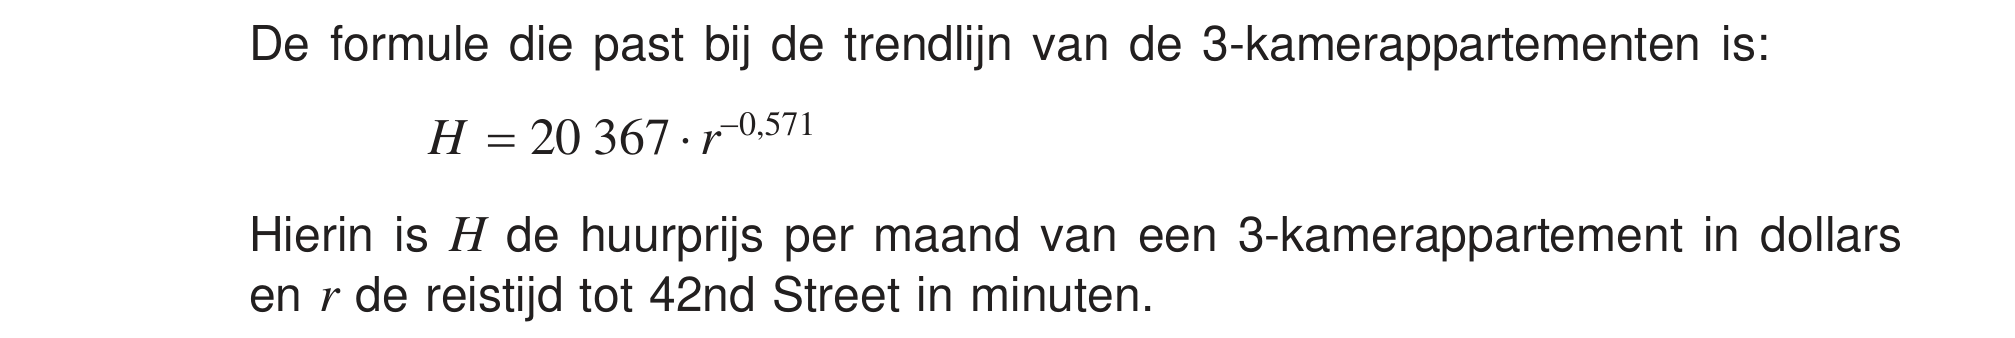 De formule die past bij de trendlijn van de 3-kamerappartementen is:
H = 20 367 · r^{–0,571}
Hierin is H de huurprijs per maand van een 3-kamerappartement in dollars
en r de reistijd tot 42nd Street in minuten.